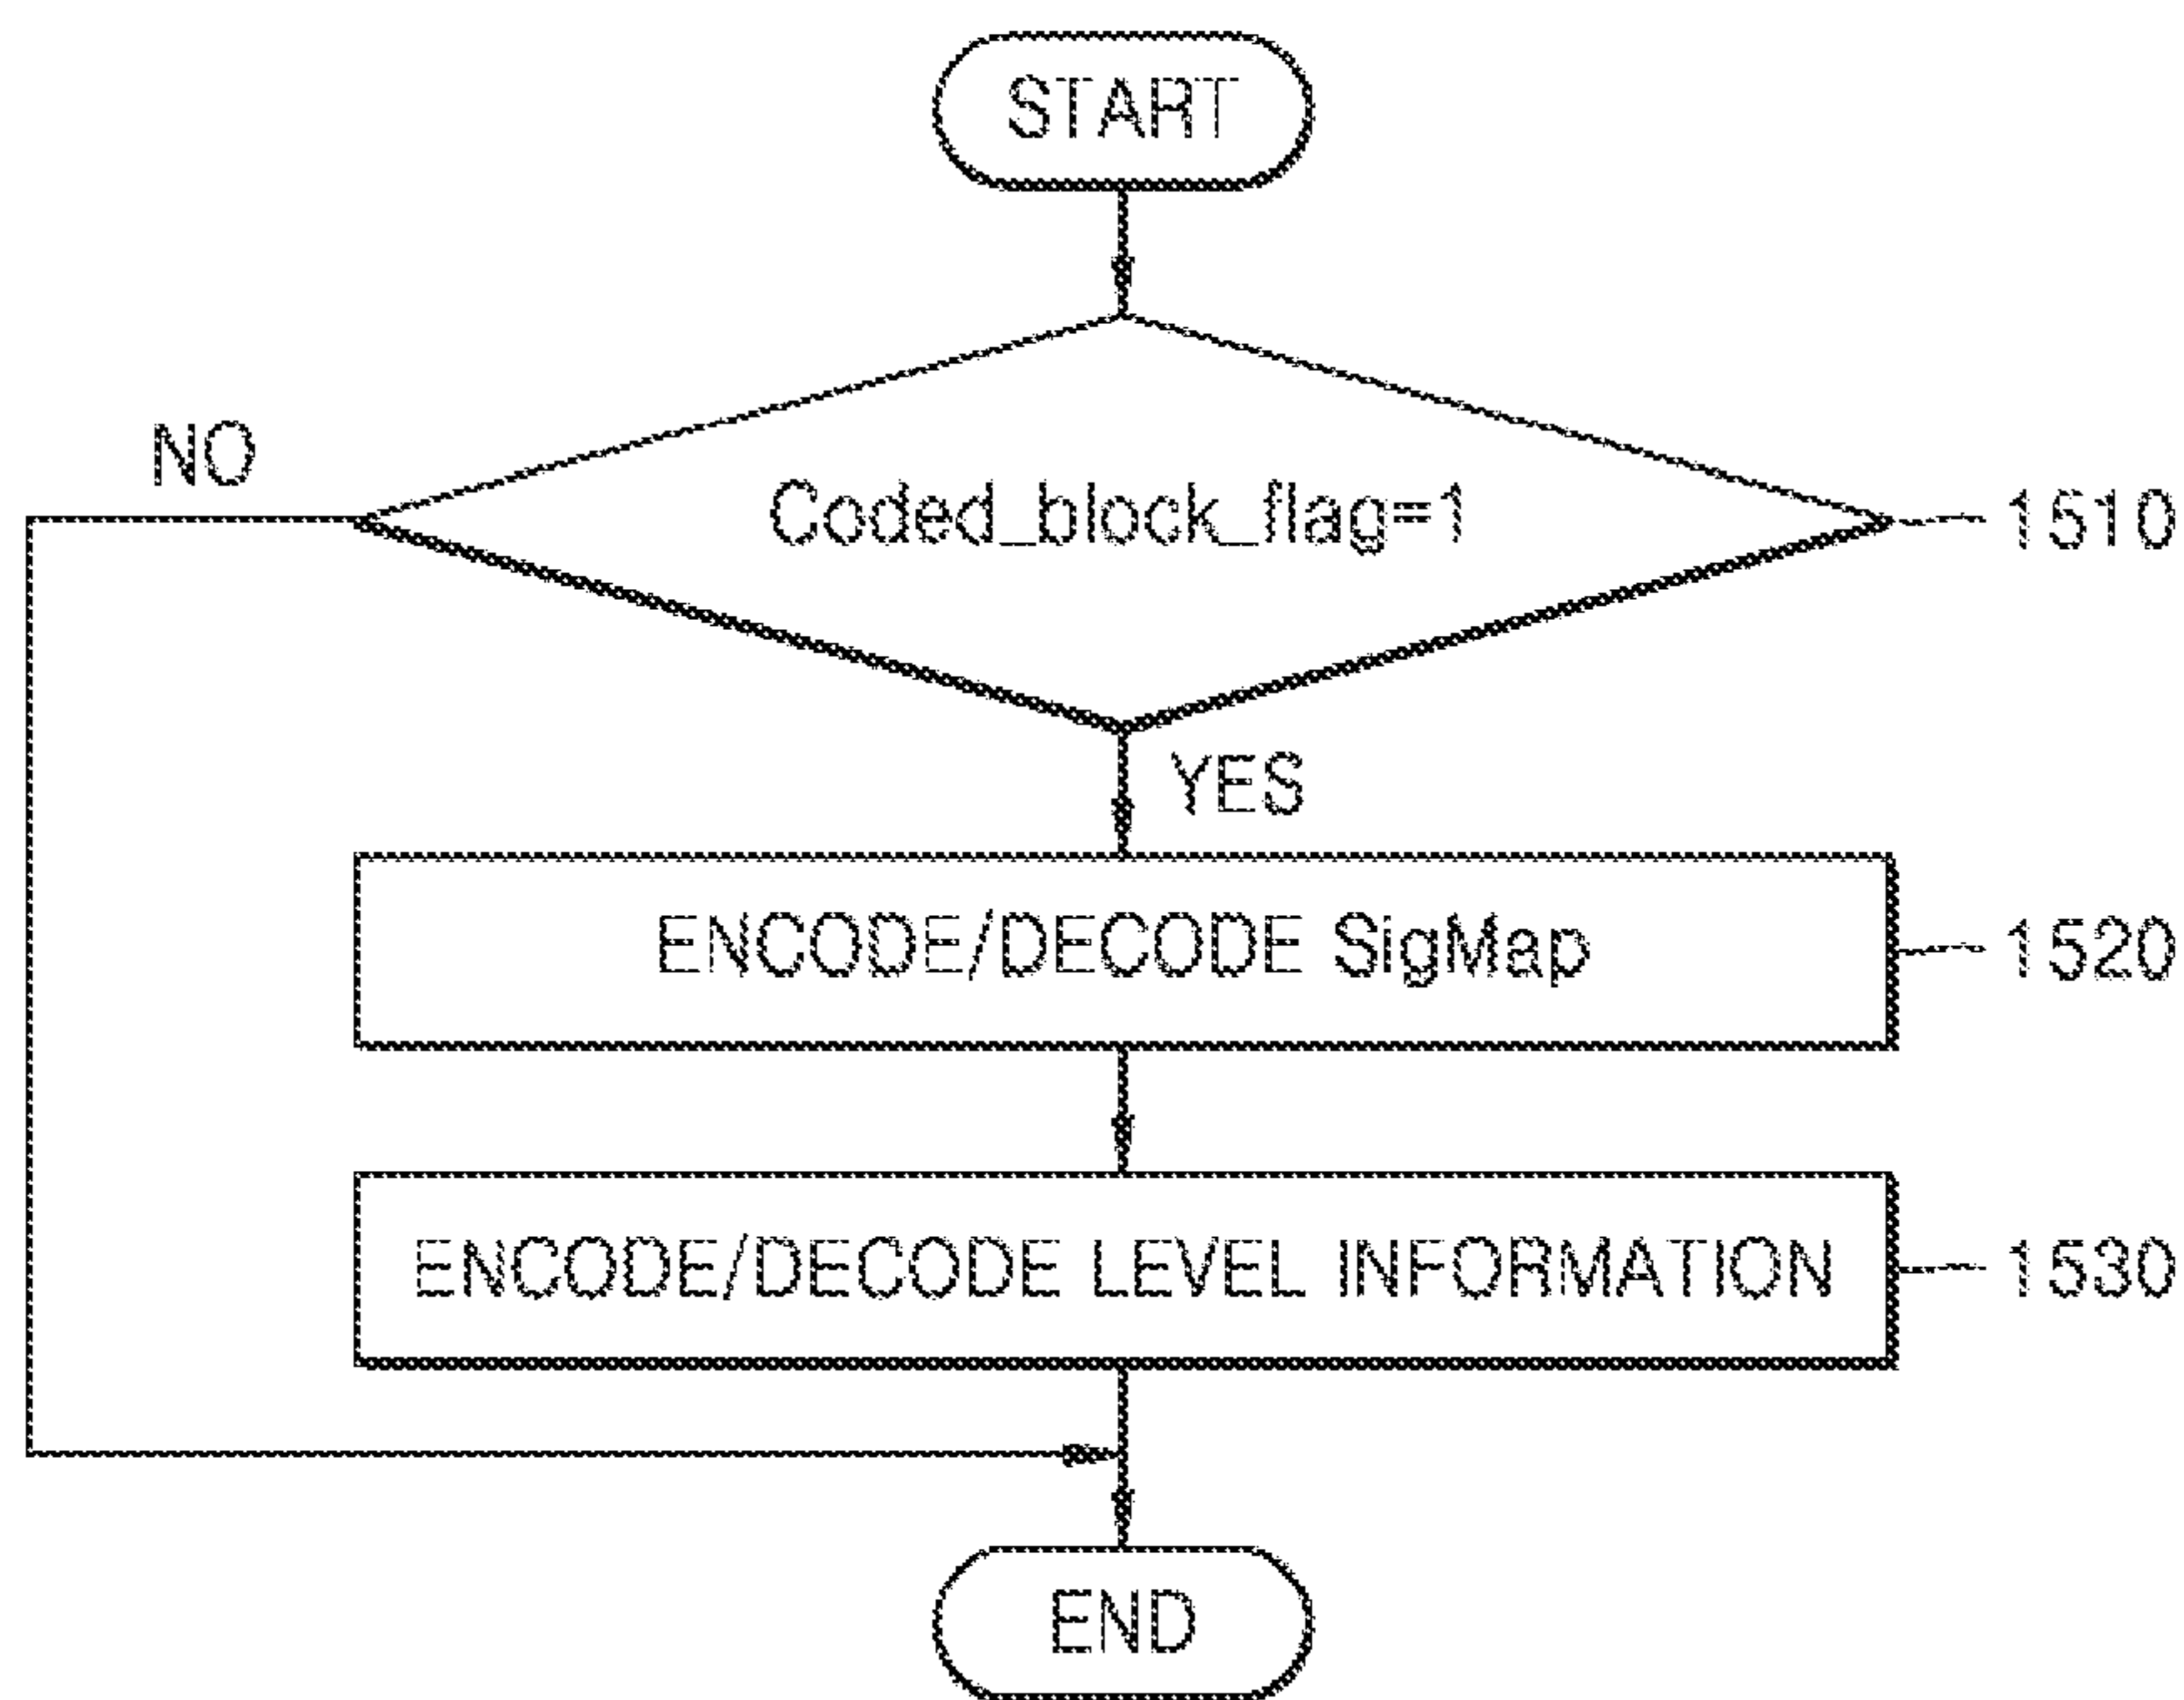 START
NO
Coded_block_flag=1
1510
YES
ENCODE/DECODE SigMap
1520
ENCODE/DECODE LEVEL INFORMATION
1530
END